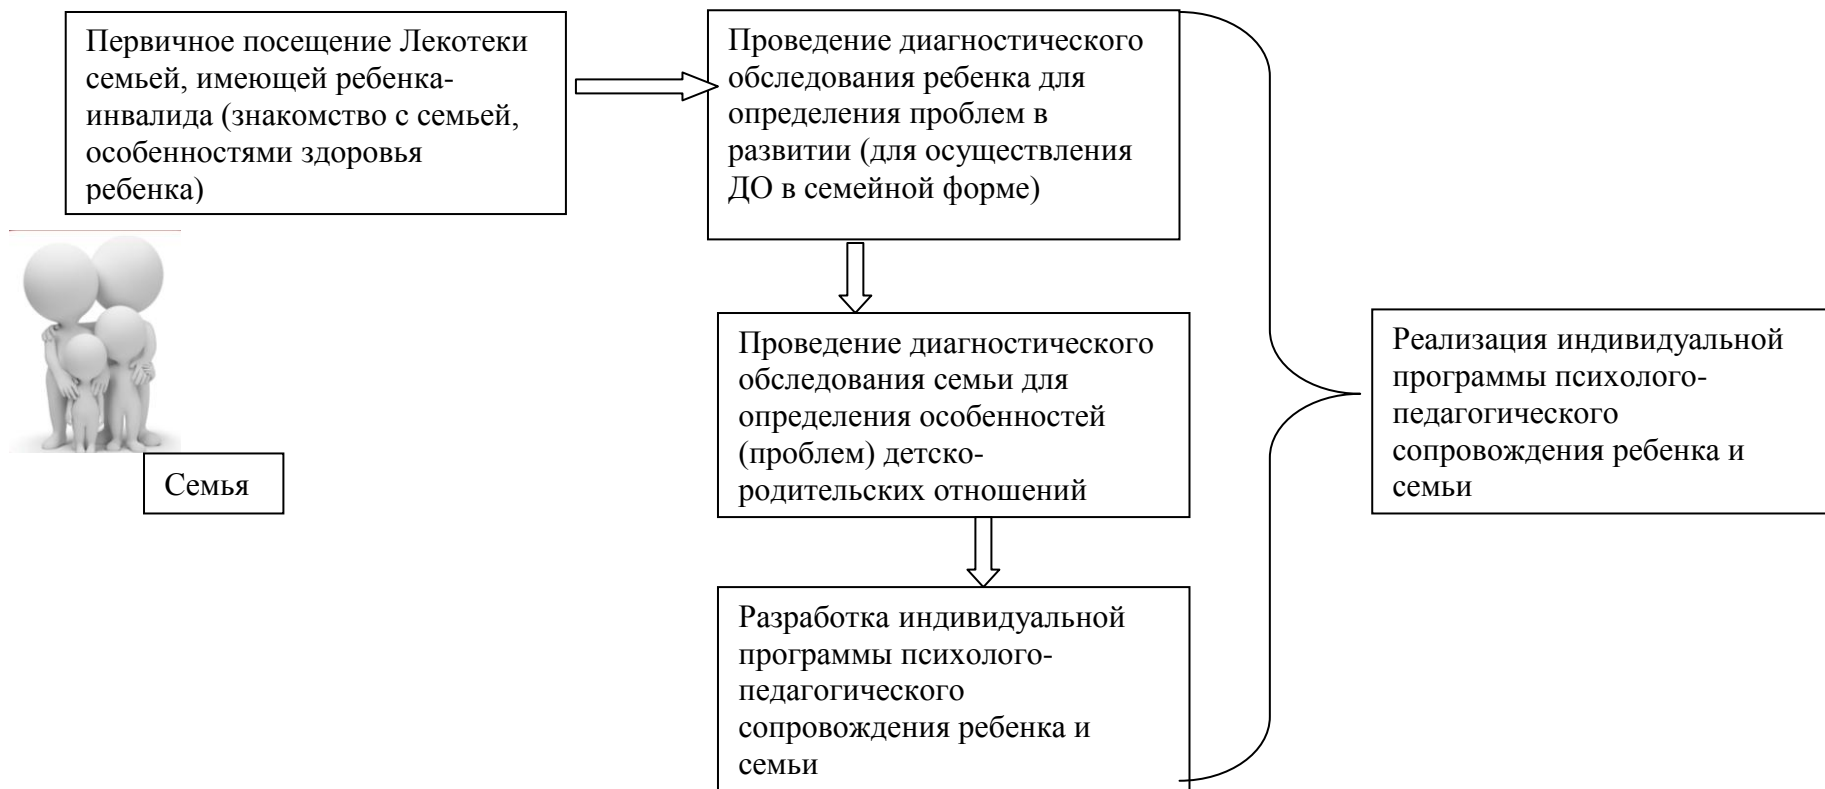 Первичное посещение Лекотеки
семьей, имеющей ребенка-
инвалида (знакомство с семьей,
особенностями здоровья
ребенка)
Проведение диагностического
обследования ребенка для
определения проблем в
развитии (для осуществления
ДО в семейной форме)
Семья
Проведение диагностического
обследования семьи для
определения особенностей
(проблем) детско-
родительских отношений
Разработка индивидуальной
программы психолого-
педагогического
сопровождения ребенка и
семьи
Реализация индивидуальной
программы психолого-
педагогического
сопровождения ребенка и
семьи